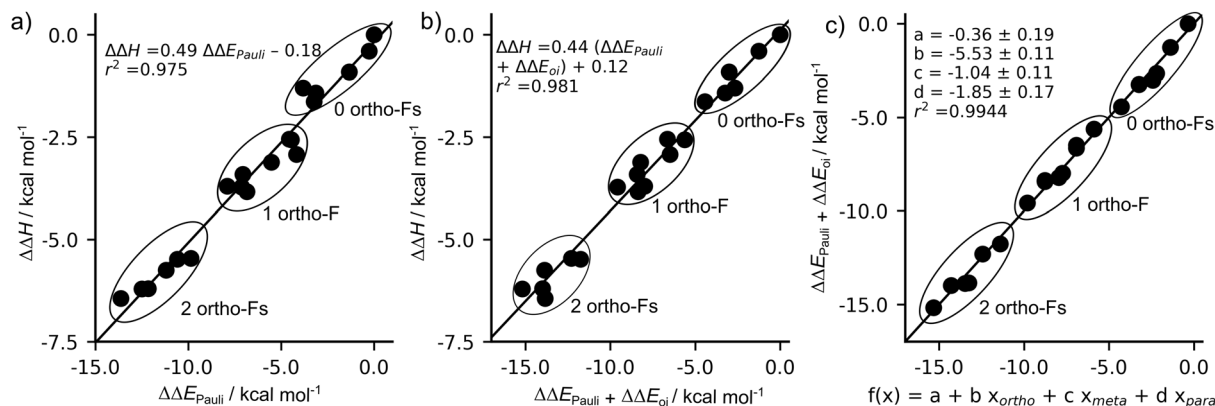 a)
ΔΔH =0.49 ΔΔE_Pauli – 0.18
r² =0.975
0 ortho-Fs
1 ortho-F
2 ortho-Fs
0.0
-2.5
-5.0
-7.5
ΔΔH / kcal mol⁻¹
-15.0
-10.0
-5.0
0.0
ΔΔE_Pauli / kcal mol⁻¹
b)
ΔΔH =0.44 (ΔΔE_Pauli
+ ΔΔE_oi) + 0.12
r² =0.981
0 ortho-Fs
1 ortho-F
2 ortho-Fs
0.0
-2.5
-5.0
-7.5
ΔΔH / kcal mol⁻¹
-15.0
-10.0
-5.0
0.0
ΔΔE_Pauli + ΔΔE_oi / kcal mol⁻¹
c)
a = -0.36 ± 0.19
b = -5.53 ± 0.11
c = -1.04 ± 0.11
d = -1.85 ± 0.17
r² =0.9944
0 ortho-Fs
1 ortho-F
2 ortho-Fs
0.0
-5.0
-10.0
-15.0
ΔΔE_Pauli + ΔΔE_oi / kcal mol⁻¹
-15.0
-10.0
-5.0
0.0
f(x) = a + b x_ortho + c x_meta + d x_para